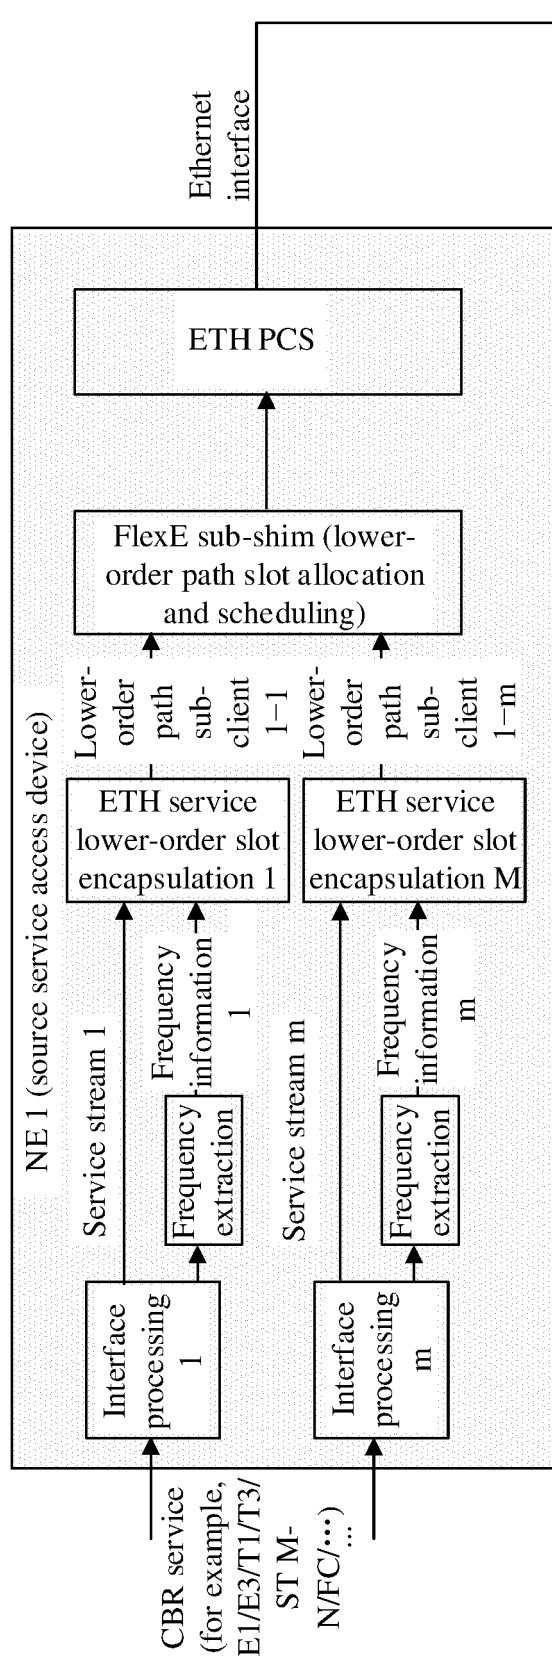 Ethernet
interface
ETH PCS
FlexE sub-shim (lower-
order path slot allocation
and scheduling)
Lower-
order
path
sub-
client
1–1
Lower-
order
path
sub-
client
1–m
ETH service
lower-order slot
encapsulation 1
ETH service
lower-order slot
encapsulation M
NE 1 (source service access device)
Service stream 1
Frequency
information
1
Service stream m
Frequency
information
m
Frequency
extraction
Frequency
extraction
Interface
processing
1
Interface
processing
m
CBR service
(for example,
E1/E3/T1/T3/
ST M-
N/FC/···)
...